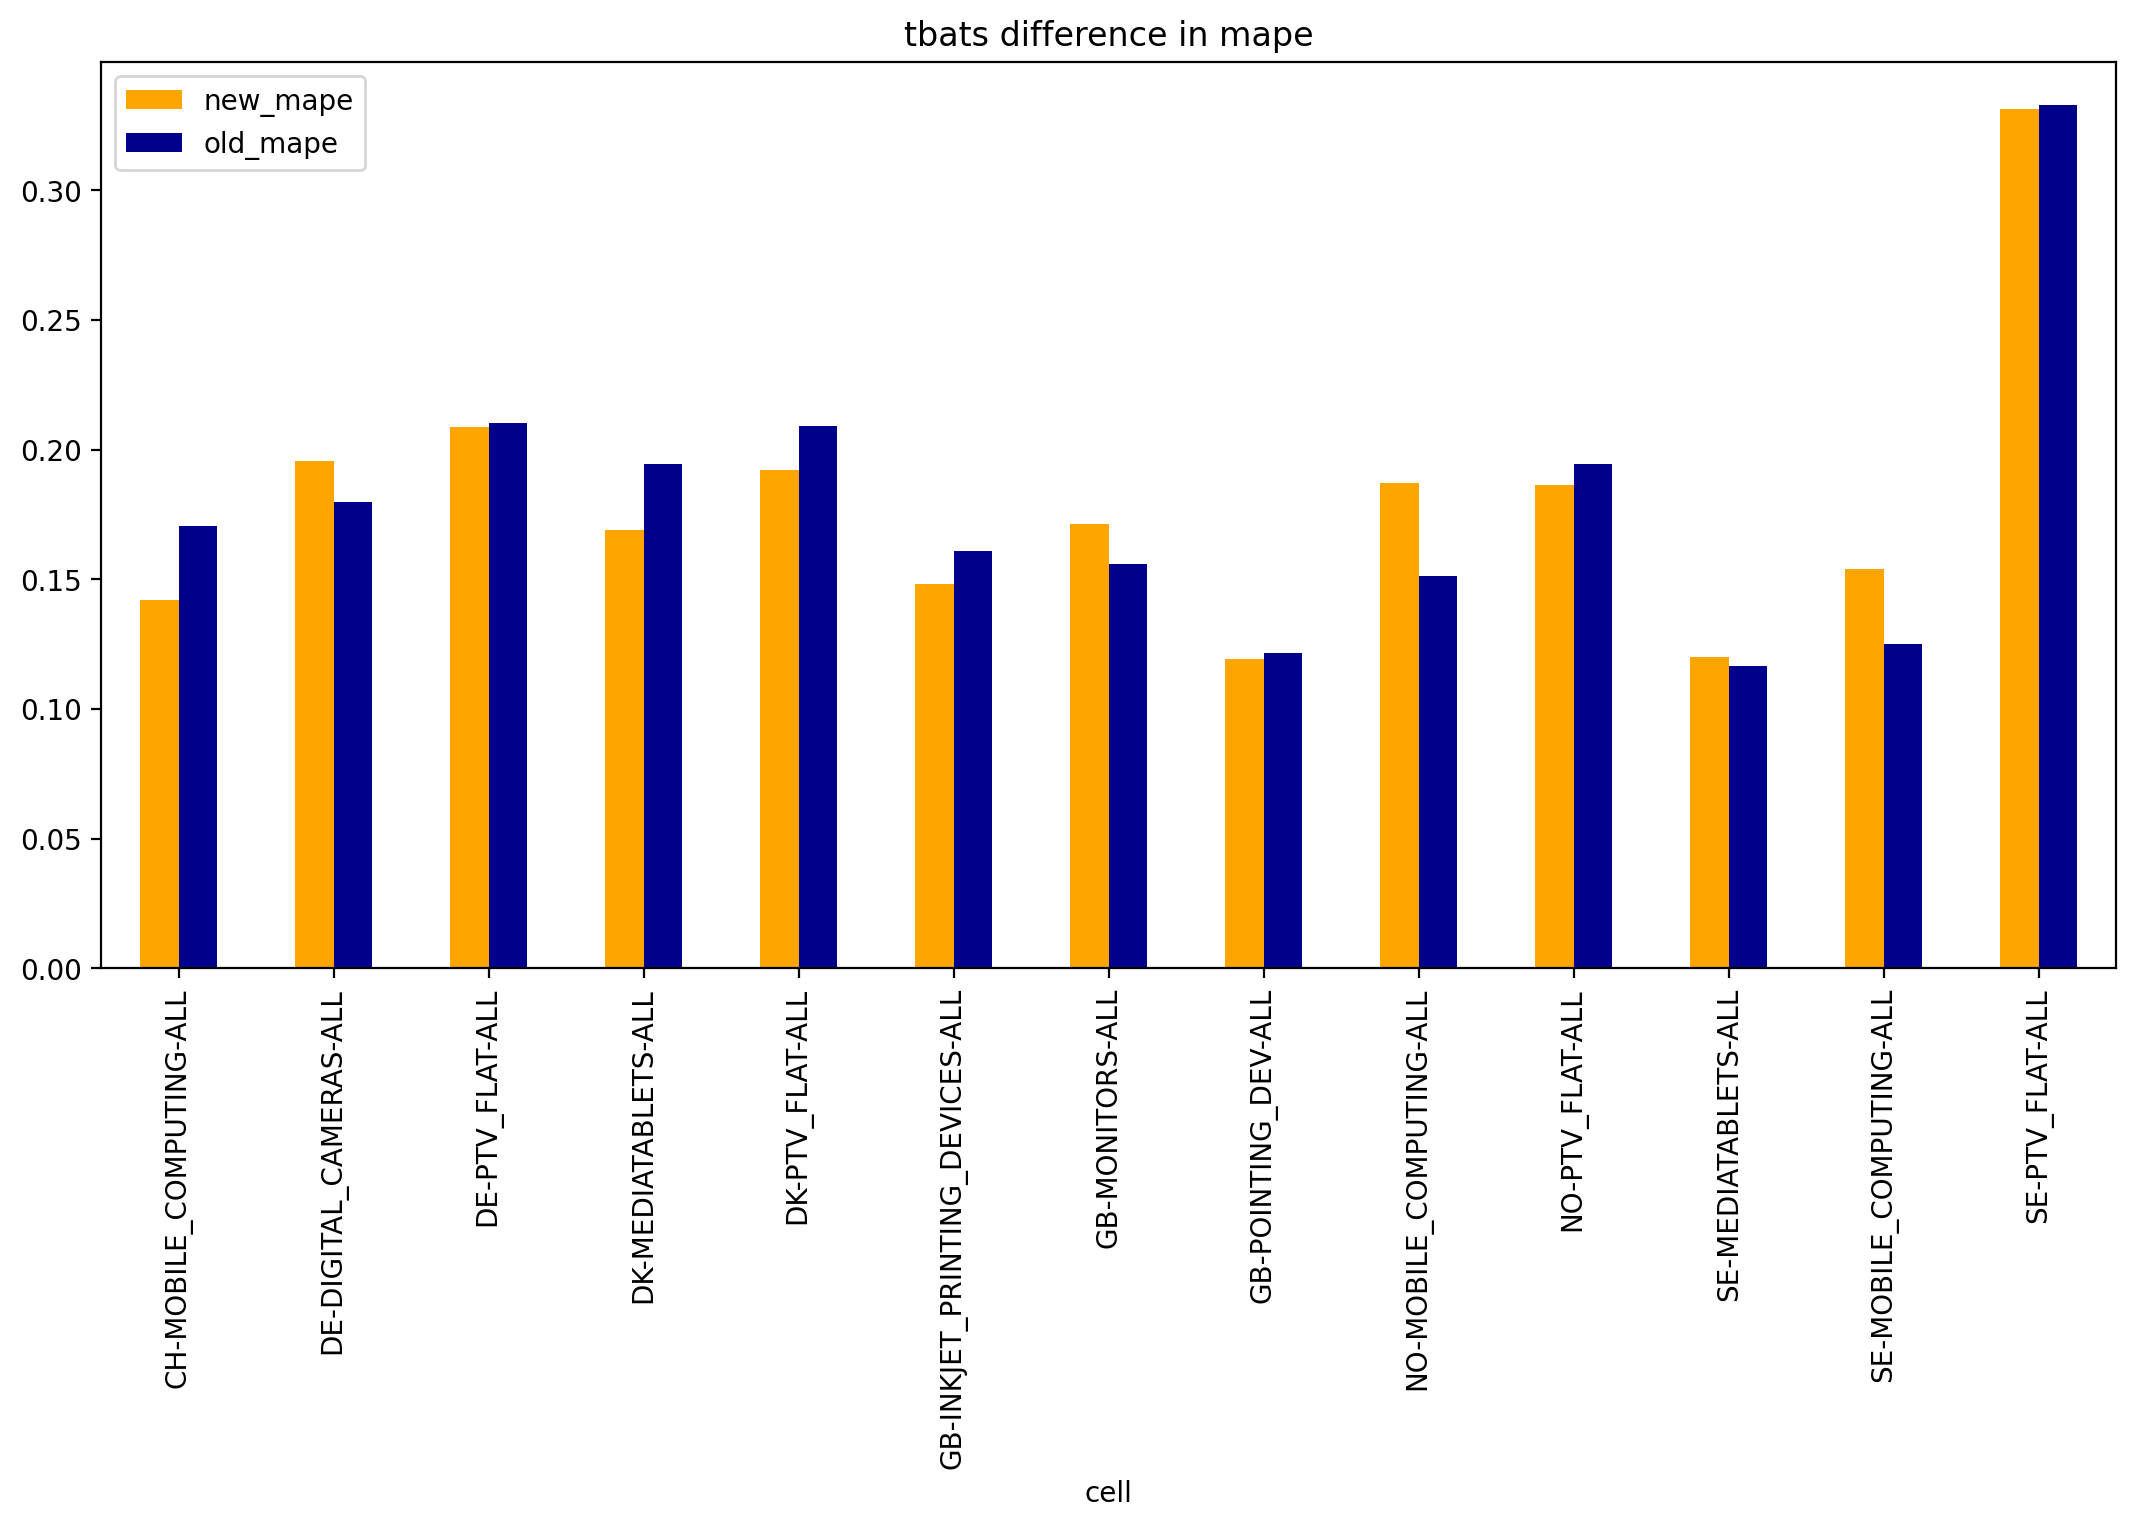 tbats difference in mape
new_mape
old_mape
0.30
0.25
0.20
0.15
0.10
0.05
0.00
CH-MOBILE_COMPUTING-ALL
DE-DIGITAL_CAMERAS-ALL
DE-PTV_FLAT-ALL
DK-MEDIATABLETS-ALL
DK-PTV_FLAT-ALL
GB-INKJET_PRINTING_DEVICES-ALL
GB-MONITORS-ALL
GB-POINTING_DEV-ALL
NO-MOBILE_COMPUTING-ALL
NO-PTV_FLAT-ALL
SE-MEDIATABLETS-ALL
SE-MOBILE_COMPUTING-ALL
SE-PTV_FLAT-ALL
cell